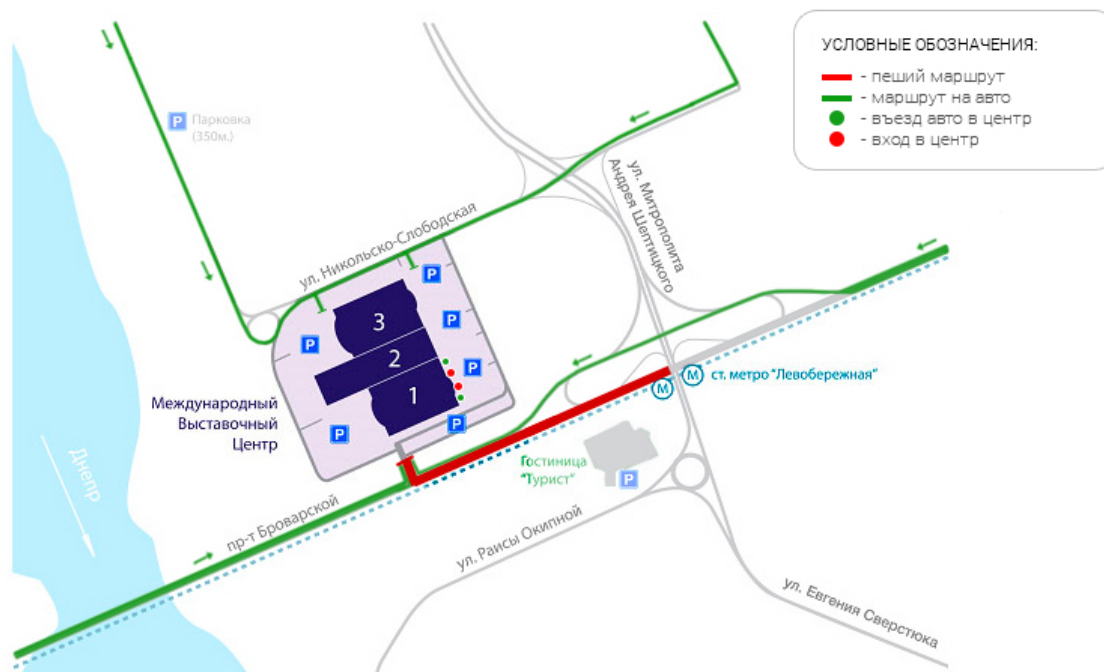 УСЛОВНЫЕ ОБОЗНАЧЕНИЯ:
- пеший маршрут
- маршрут на авто
- въезд авто в центр
- вход в центр
P Парковка
(350м.)
ул. Никольско-Слободская
ул. Митрополита
Андрея Шептицкого
P
3
P
P
2
P
1
P
P
M
M
ст. метро "Левобережная"
Международный
Выставочный
Центр
Гостиница
"Турист"
P
Днепр
пр-т Броварской
ул. Раисы Окипной
ул. Евгения Сверстюка